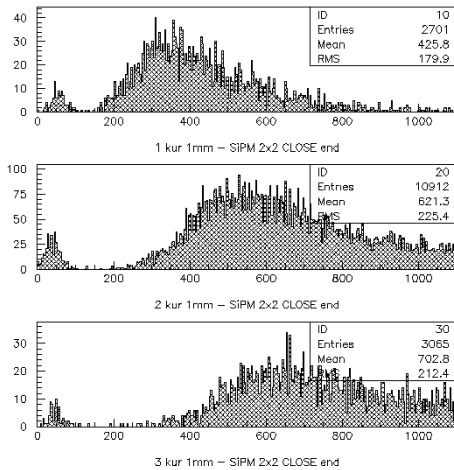 ID 10
Entries 2701
Mean 425.8
RMS 179.9
40
30
20
10
0
0 200 400 600 800 1000
1 kur 1mm – SiPM 2x2 CLOSE end
ID 20
Entries 10912
Mean 621.3
RMS 225.4
100
75
50
25
0
0 200 400 600 800 1000
2 kur 1mm – SiPM 2x2 CLOSE end
ID 30
Entries 3065
Mean 702.8
212.4
30
20
10
0
0 200 400 600 800 1000
3 kur 1mm – SiPM 2x2 CLOSE end